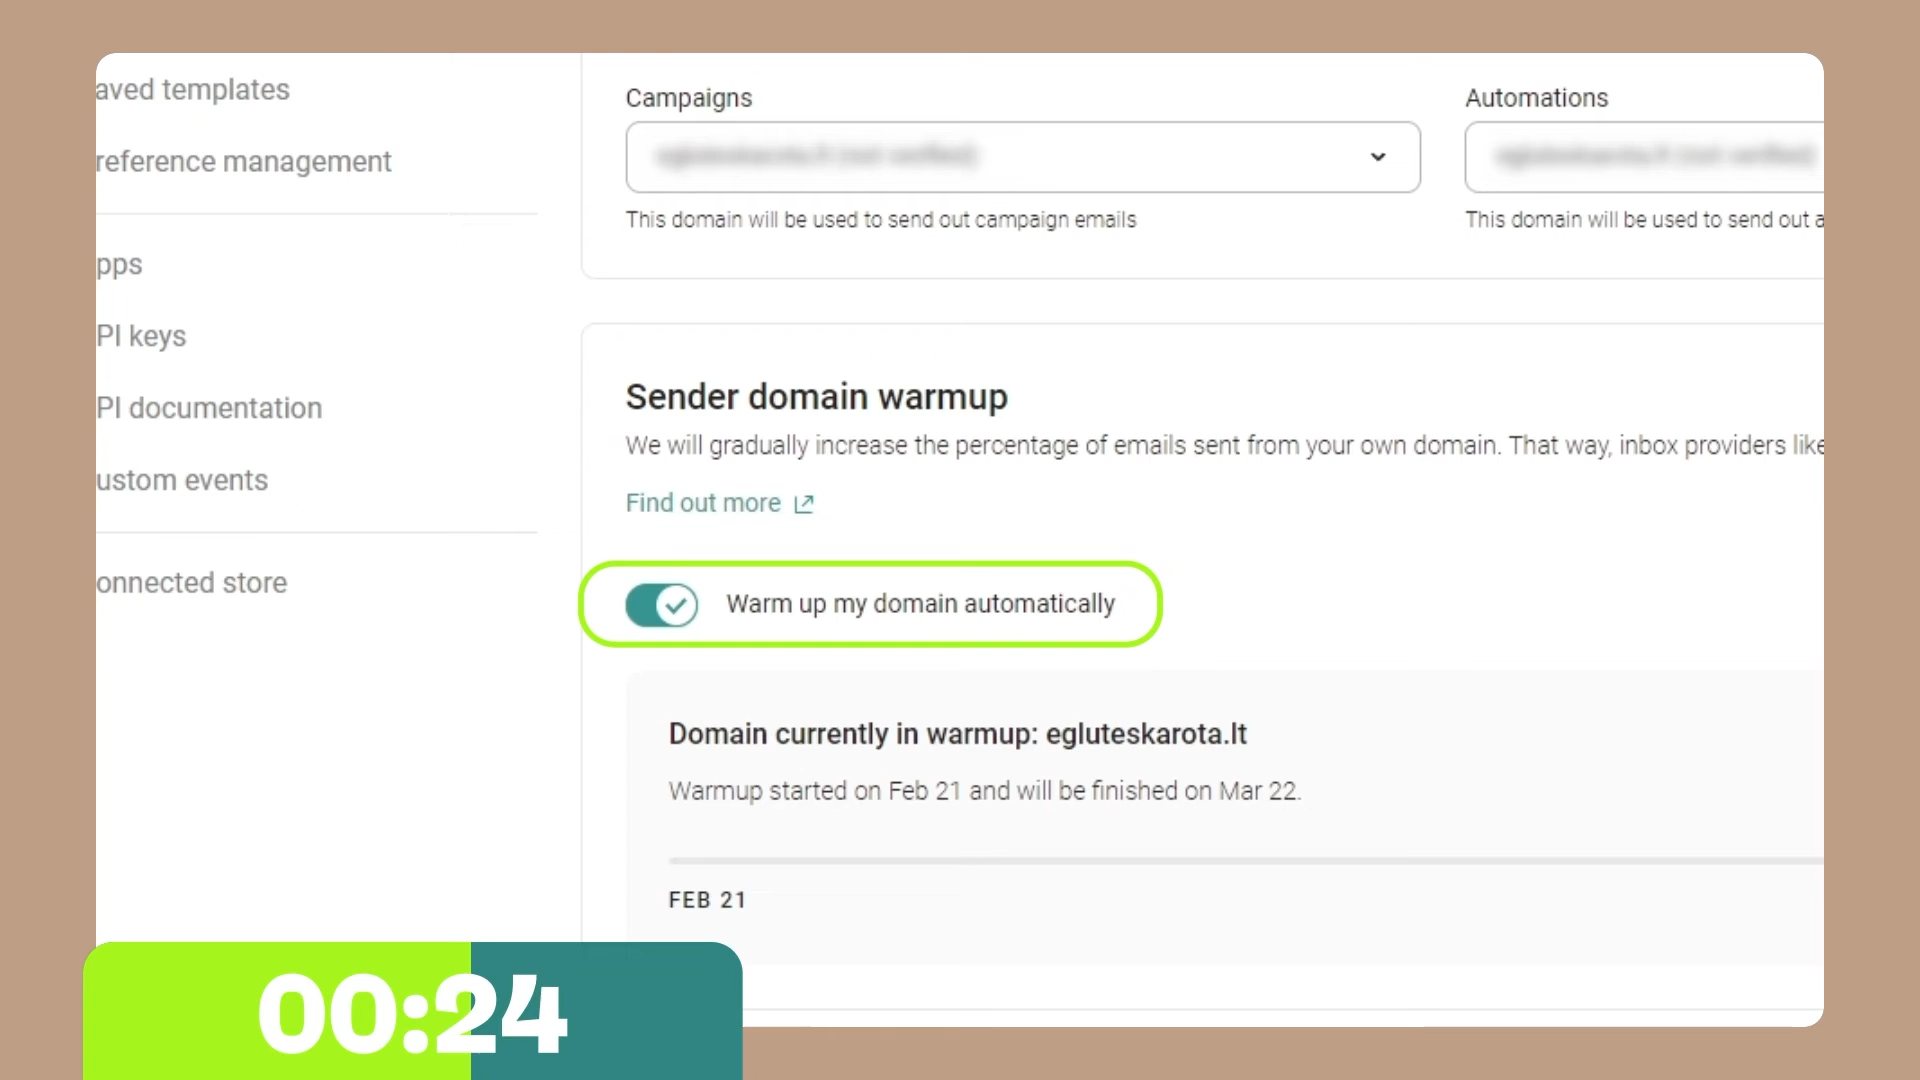 aved templates
reference management
pps
PI keys
PI documentation
ustom events
onnected store
Campaigns
This domain will be used to send out campaign emails
Automations
This domain will be used to send out a
Sender domain warmup
We will gradually increase the percentage of emails sent from your own domain. That way, inbox providers like
Find out more
Warm up my domain automatically
Domain currently in warmup: egluteskarota.lt
Warmup started on Feb 21 and will be finished on Mar 22.
FEB 21
00:24